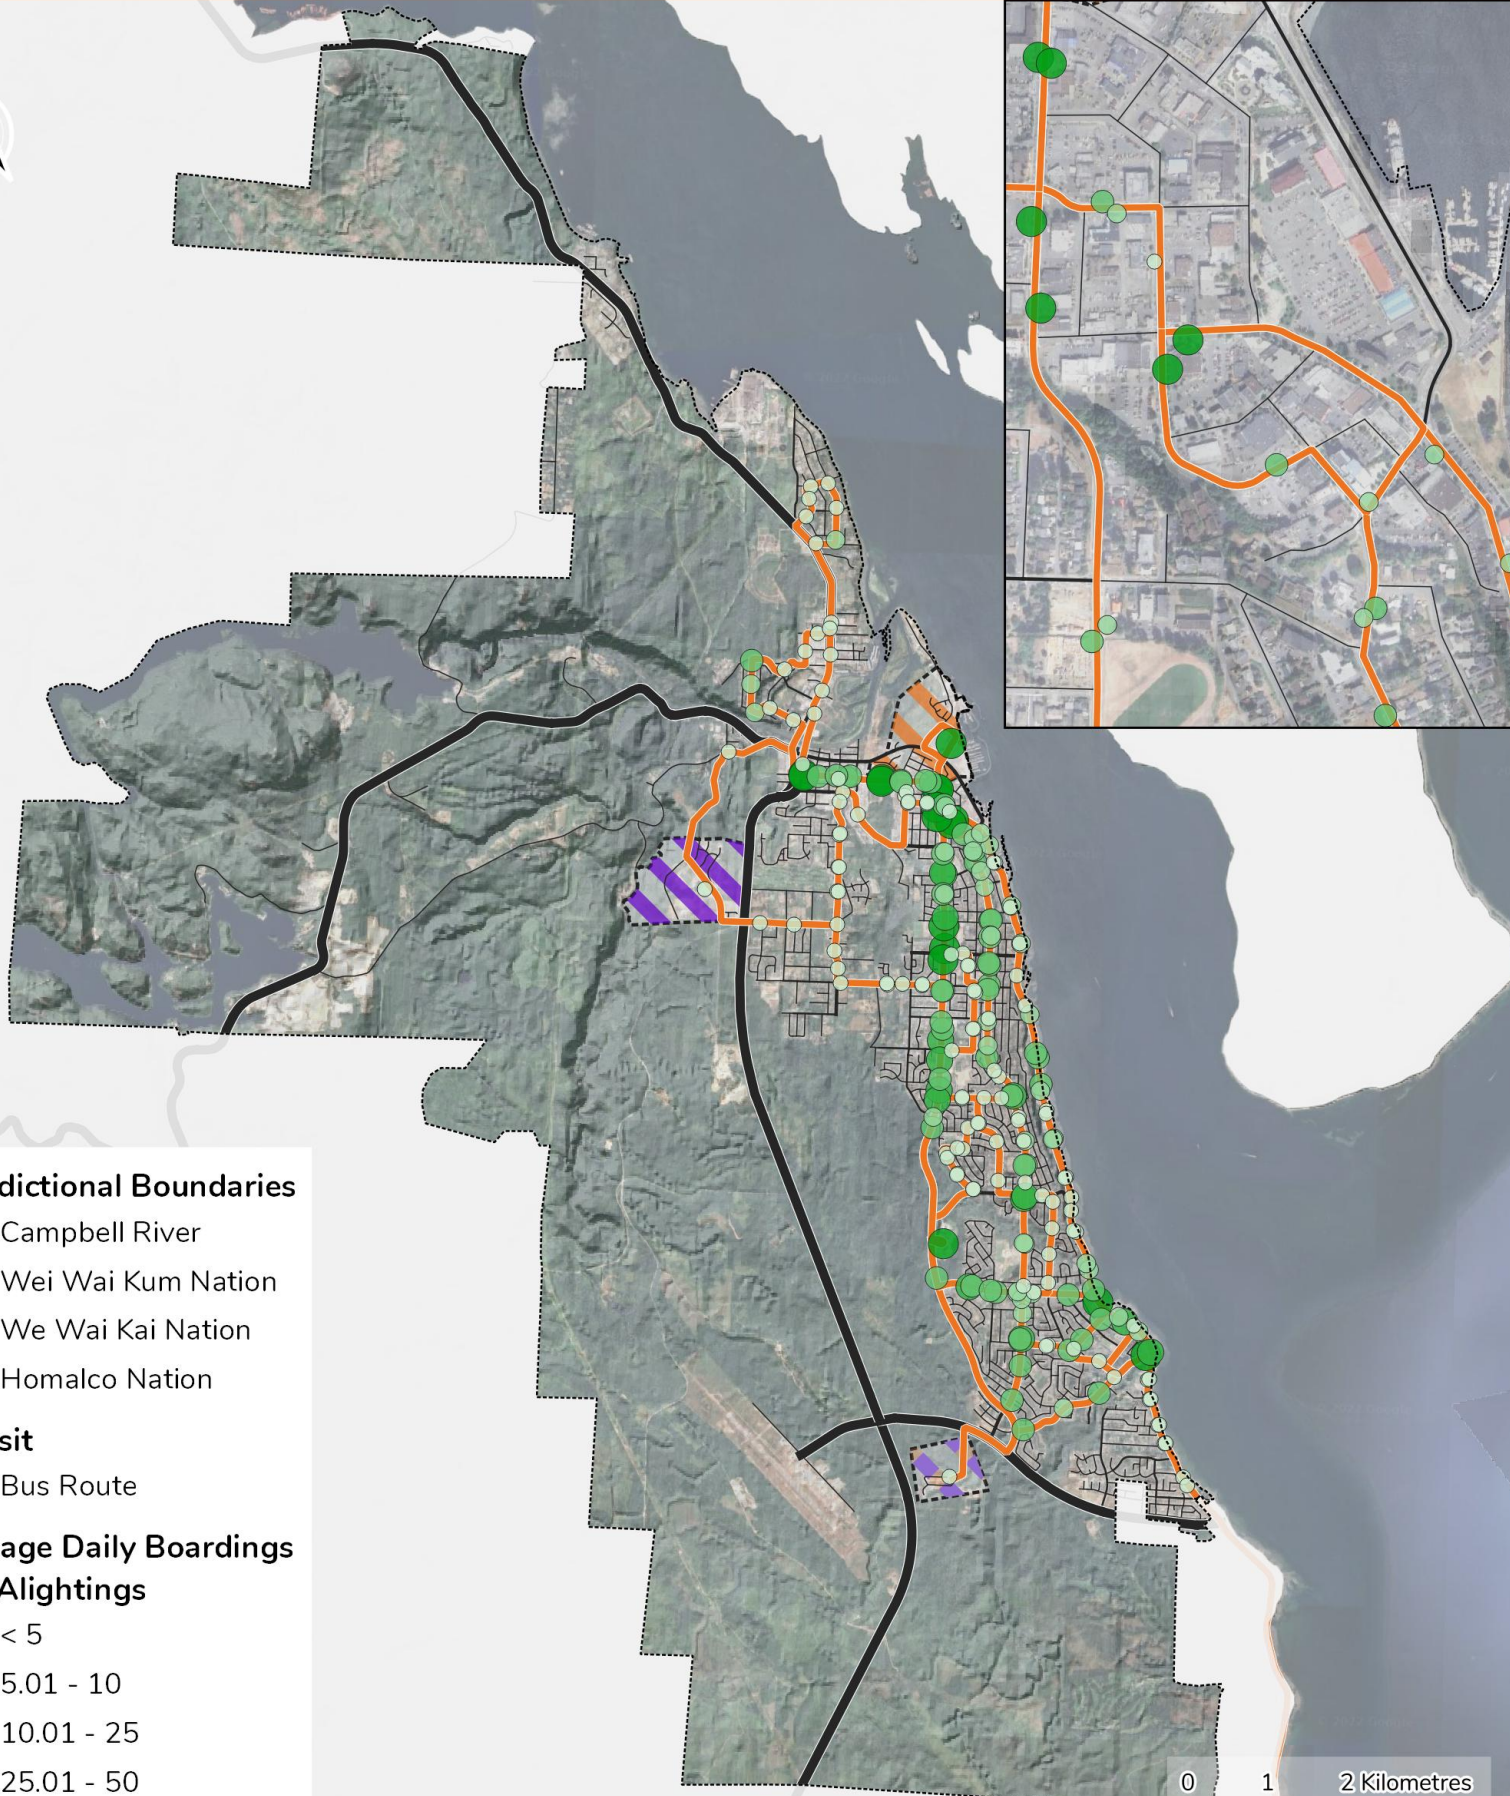 dictional Boundaries
Campbell River
Wei Wai Kum Nation
We Wai Kai Nation
Homalco Nation
sit
Bus Route
age Daily Boardings
Alightings
< 5
5.01 - 10
10.01 - 25
25.01 - 50
0 1 2 Kilometres